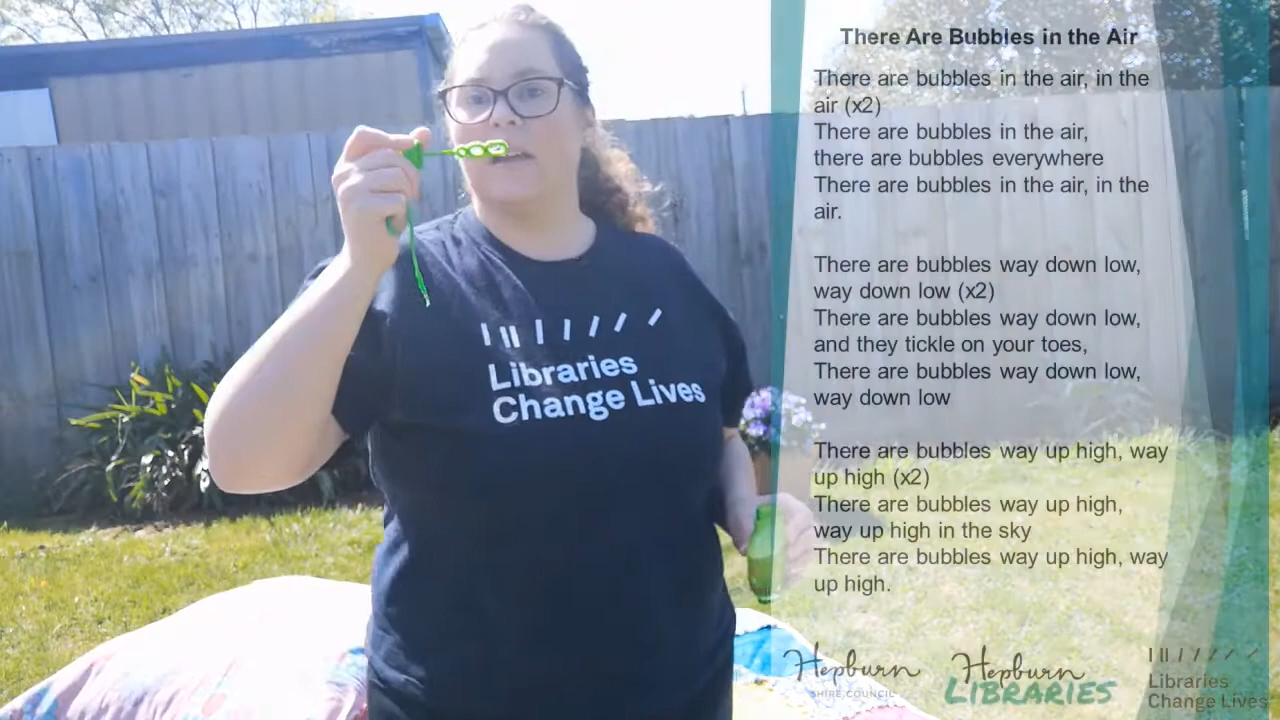 There Are Bubbles in the Air
There are bubbles in the air, in the
air (x2)
There are bubbles in the air,
there are bubbles everywhere
There are bubbles in the air, in the
air.
There are bubbles way down low,
way down low (x2)
There are bubbles way down low,
and they tickle on your toes,
There are bubbles way down low,
way down low
There are bubbles way up high, way
up high (x2)
There are bubbles way up high,
way up high in the sky
There are bubbles way up high, way
up high.
Libraries
Change Lives
Hepburn
SHIRE COUNCIL
Hepburn
LIBRARIES
Libraries
Change Lives